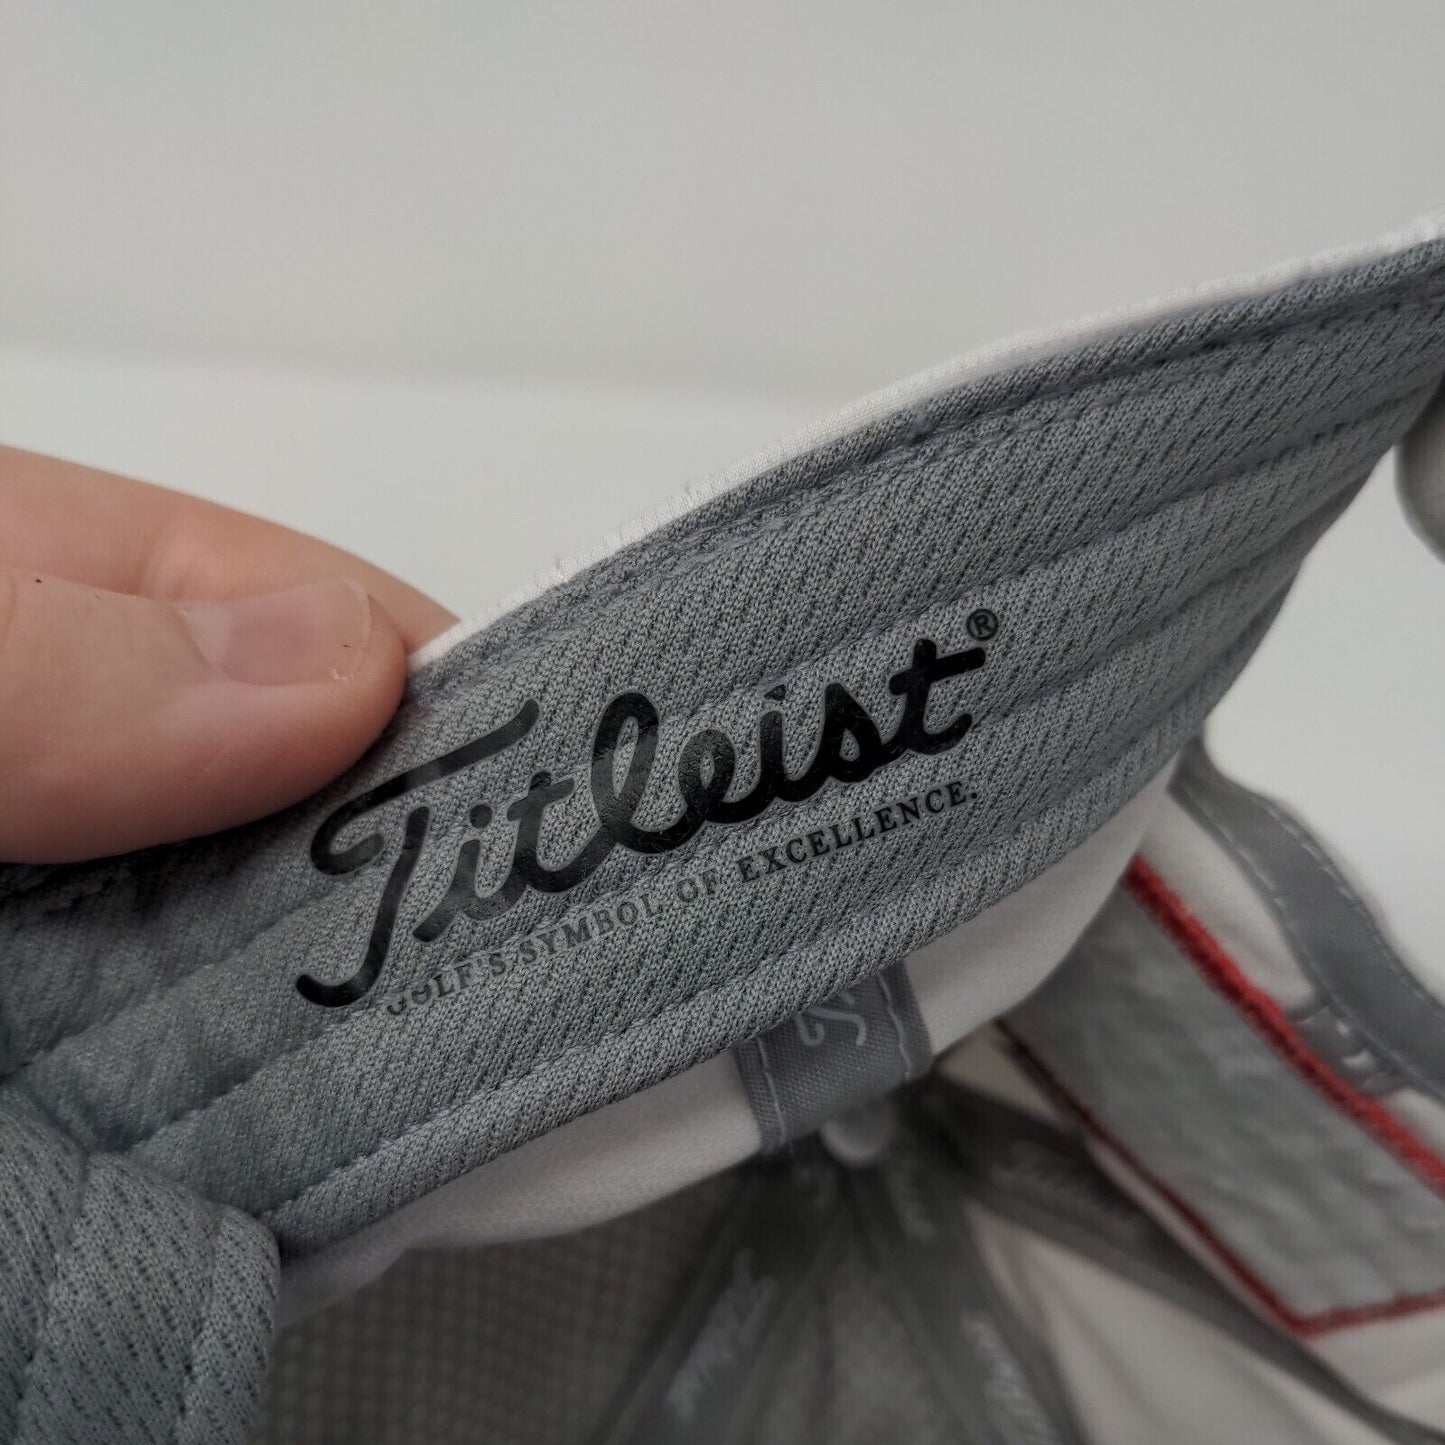 Titleist®
GOLF'S SYMBOL OF EXCELLENCE.